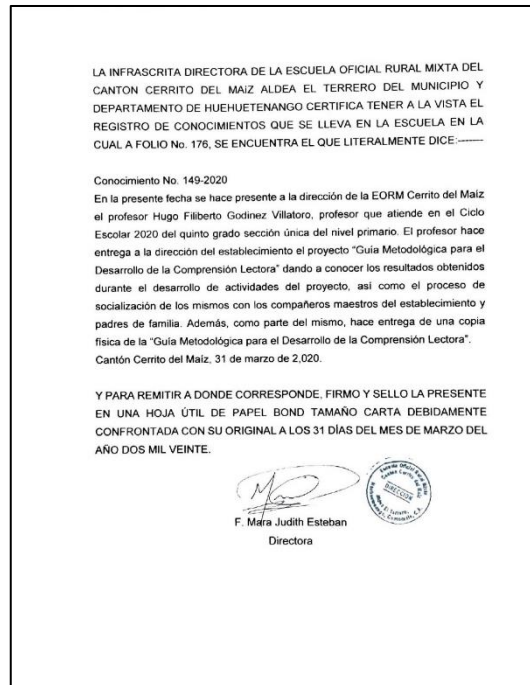 LA INFRASCRITA DIRECTORA DE LA ESCUELA OFICIAL RURAL MIXTA DEL
CANTON CERRITO DEL MAIZ ALDEA EL TERRERO DEL MUNICIPIO Y
DEPARTAMENTO DE HUEHUETENANGO CERTIFICA TENER A LA VISTA EL
REGISTRO DE CONOCIMIENTOS QUE SE LLEVA EN LA ESCUELA EN LA
CUAL A FOLIO No. 176, SE ENCUENTRA EL QUE LITERALMENTE DICE:-------
Conocimiento No. 149-2020
En la presente fecha se hace presente a la dirección de la EORM Cerrito del Maíz
el profesor Hugo Filiberto Godinez Villatoro, profesor que atiende en el Ciclo
Escolar 2020 del quinto grado sección única del nivel primario. El profesor hace
entrega a la dirección del establecimiento el proyecto "Guía Metodológica para el
Desarrollo de la Comprensión Lectora" dando a conocer los resultados obtenidos
durante el desarrollo de actividades del proyecto, así como el proceso de
socialización de los mismos con los compañeros maestros del establecimiento y
padres de familia. Además, como parte del mismo, hace entrega de una copia
física de la "Guía Metodológica para el Desarrollo de la Comprensión Lectora".
Cantón Cerrito del Maíz, 31 de marzo de 2,020.
Y PARA REMITIR A DONDE CORRESPONDE, FIRMO Y SELLO LA PRESENTE
EN UNA HOJA ÚTIL DE PAPEL BOND TAMAÑO CARTA DEBIDAMENTE
CONFRONTADA CON SU ORIGINAL A LOS 31 DÍAS DEL MES DE MARZO DEL
AÑO DOS MIL VEINTE.
F. Mara Judith Esteban
Directora
DIRECCION